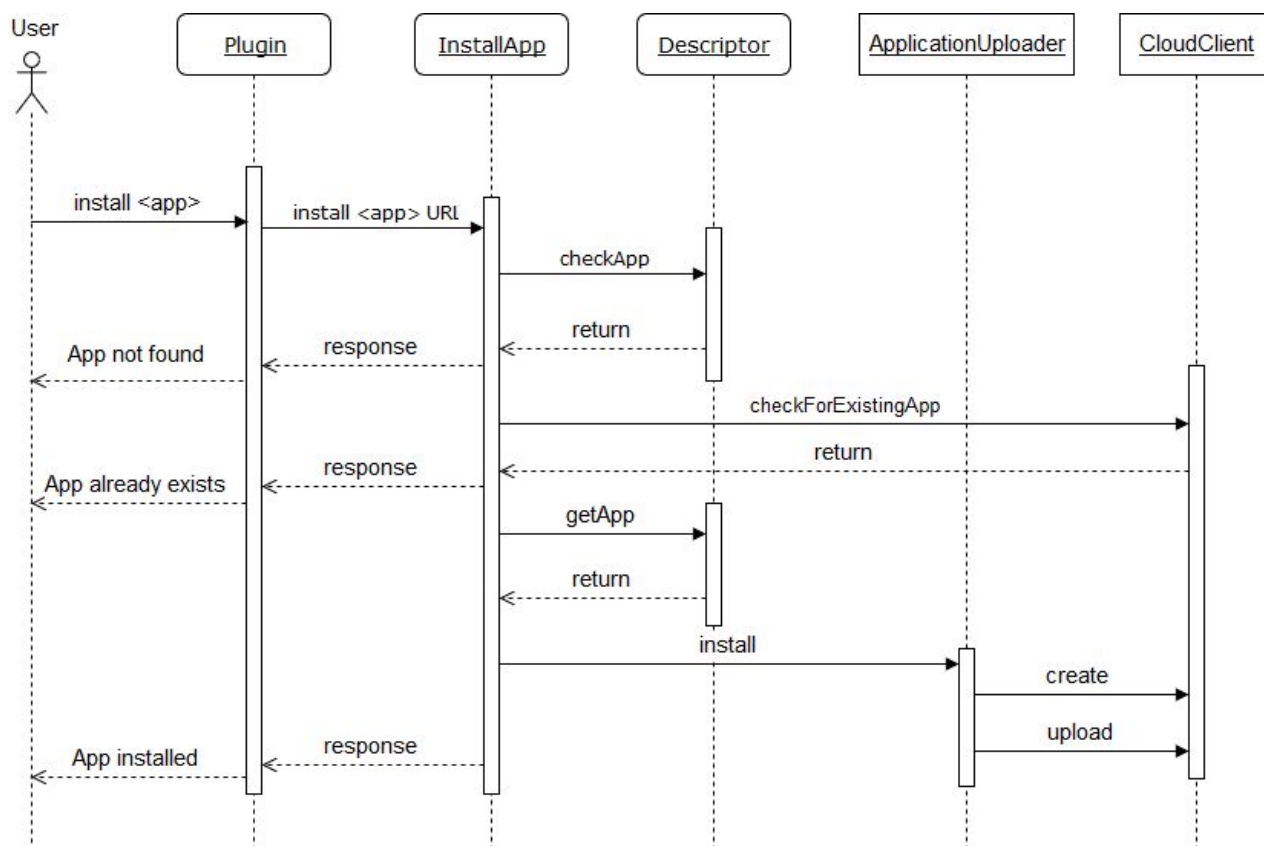 User
Plugin
InstallApp
Descriptor
ApplicationUploader
CloudClient
install <app>
install <app> URL
checkApp
return
response
App not found
checkForExistingApp
return
response
App already exists
getApp
return
install
create
upload
response
App installed